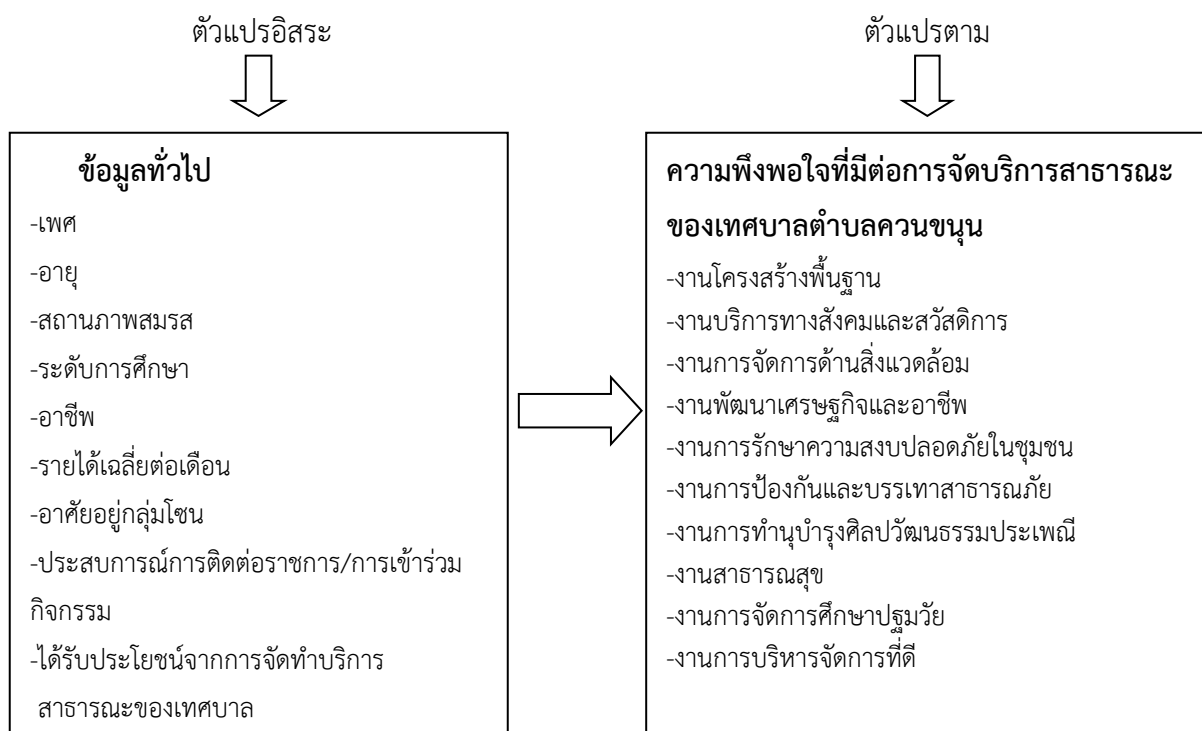 ตัวแปรอิสระ
ตัวแปรตาม
ข้อมูลทั่วไป
-เพศ
-อายุ
-สถานภาพสมรส
-ระดับการศึกษา
-อาชีพ
-รายได้เฉลี่ยต่อเดือน
-อาศัยอยู่กลุ่มโซน
-ประสบการณ์การติดต่อราชการ/การเข้าร่วม
กิจกรรม
-ได้รับประโยชน์จากการจัดทำบริการ
สาธารณะของเทศบาล
ความพึงพอใจที่มีต่อการจัดบริการสาธารณะ
ของเทศบาลตำบลควนขนุน
-งานโครงสร้างพื้นฐาน
-งานบริการทางสังคมและสวัสดิการ
-งานการจัดการด้านสิ่งแวดล้อม
-งานพัฒนาเศรษฐกิจและอาชีพ
-งานการรักษาความสงบปลอดภัยในชุมชน
-งานการป้องกันและบรรเทาสาธารณภัย
-งานการทำนุบำรุงศิลปวัฒนธรรมประเพณี
-งานสาธารณสุข
-งานการจัดการศึกษาปฐมวัย
-งานการบริหารจัดการที่ดี